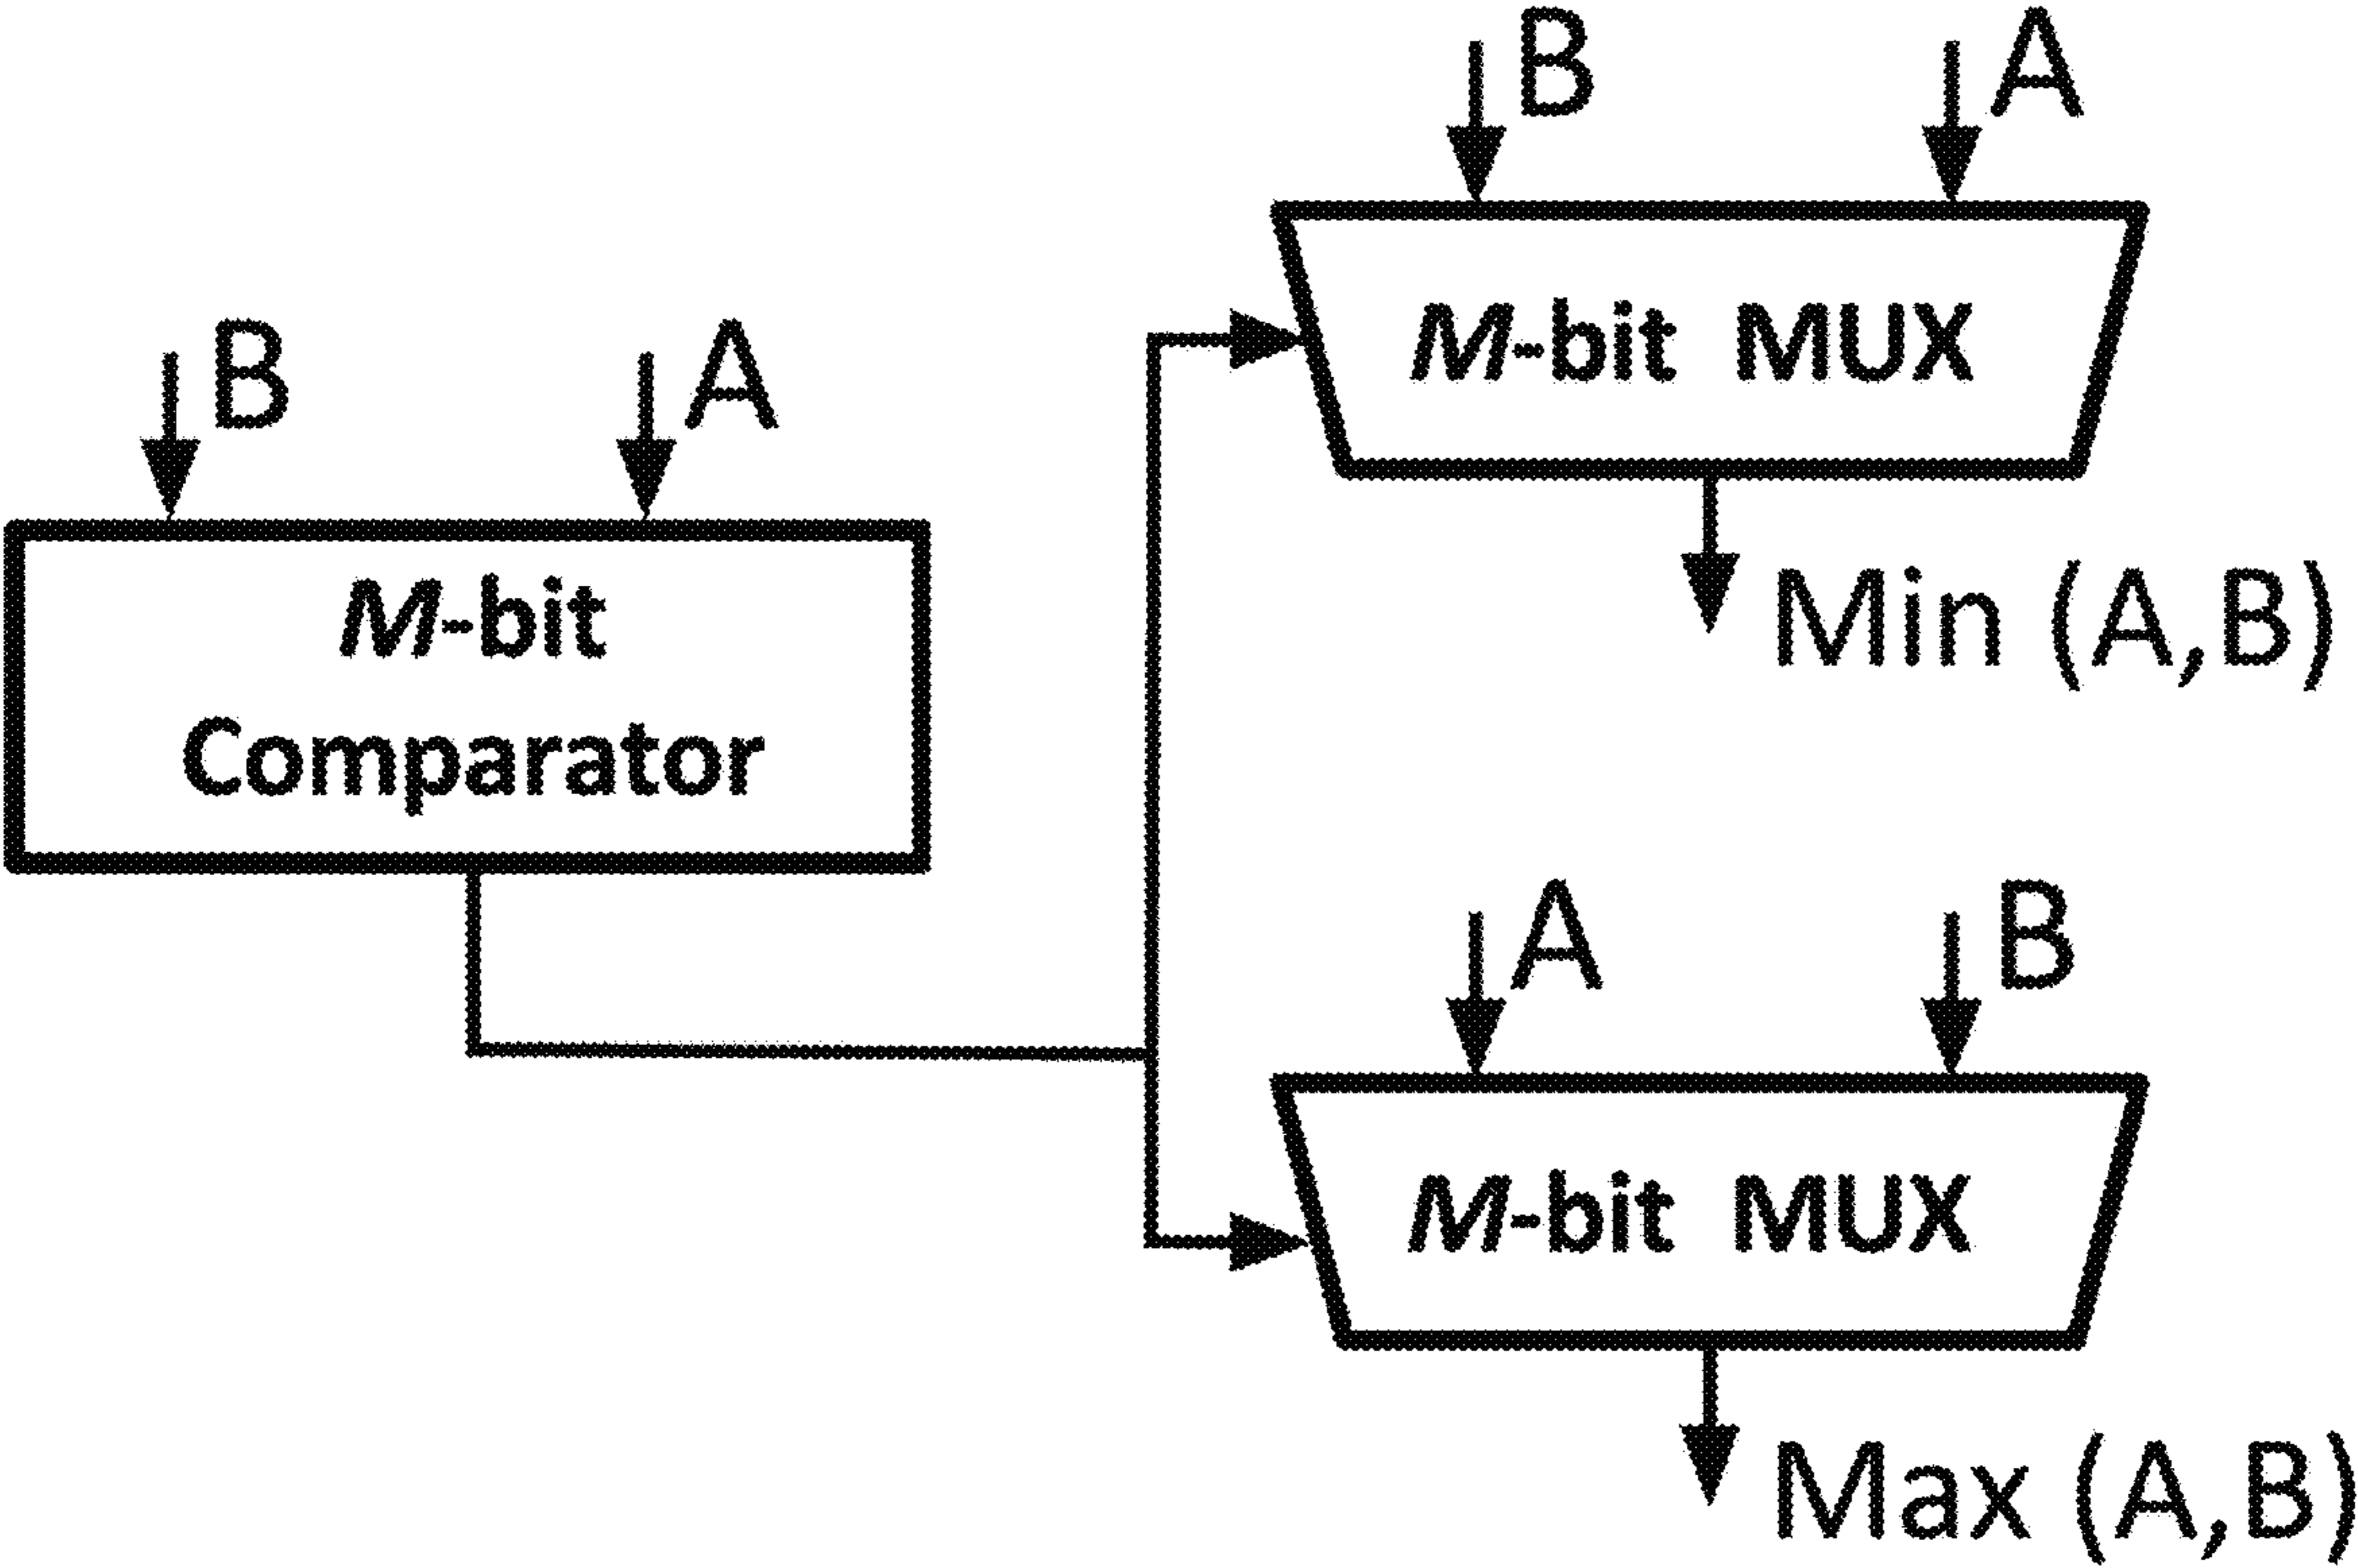 B A
M-bit MUX
Min (A,B)
B A
M-bit
Comparator
A B
M-bit MUX
Max (A,B)